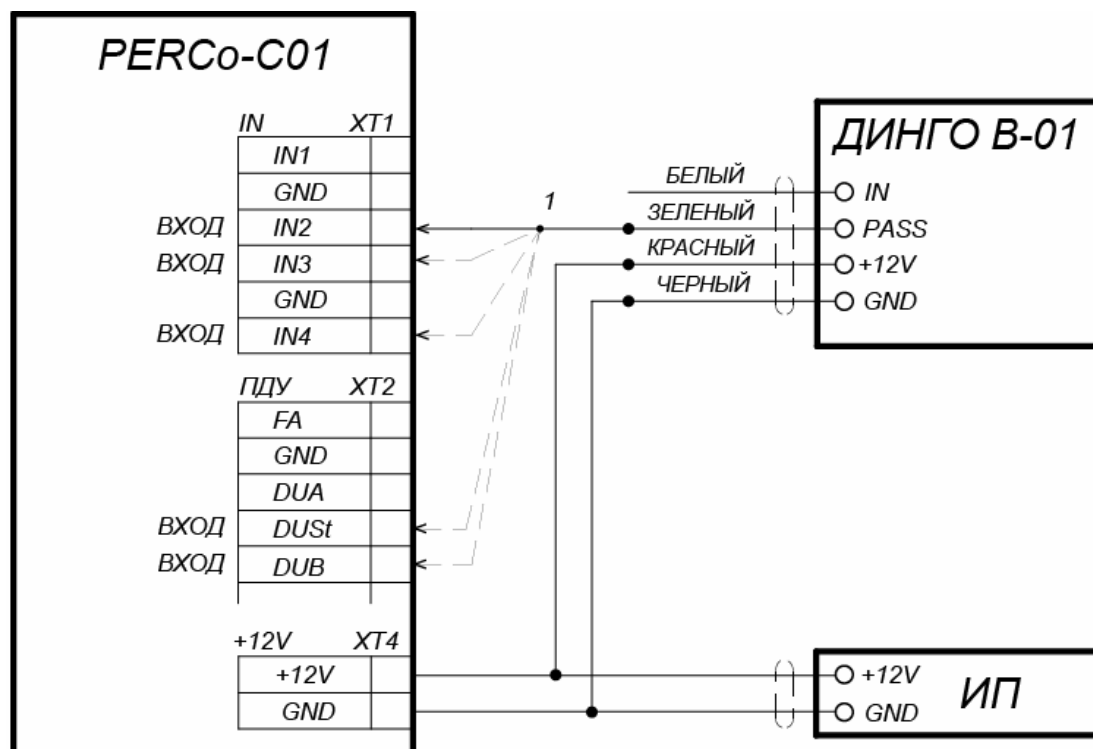 PERCo-C01
IN XT1
IN1
GND
ВХОД IN2
ВХОД IN3
GND
ВХОД IN4
ПДУ XT2
FA
GND
DUA
ВХОД DUSt
ВХОД DUB
+12V XT4
+12V
GND
1
БЕЛЫЙ
ЗЕЛЕНЫЙ
КРАСНЫЙ
ЧЕРНЫЙ
ДИНГО В-01
IN
PASS
+12V
GND
+12V
GND
ИП